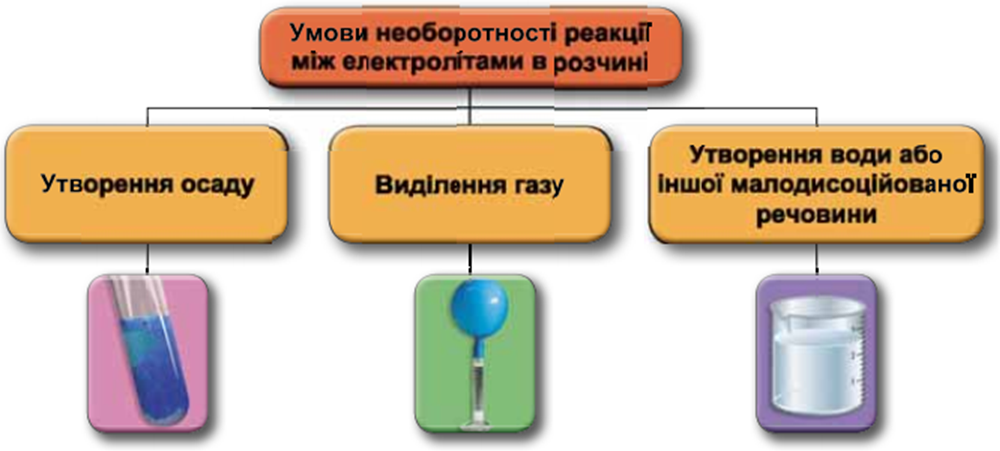 Умови необоротності реакції
між електролітами в розчині
Утворення осаду
Виділення газу
Утворення води або
іншої малодисоційованої
речовини